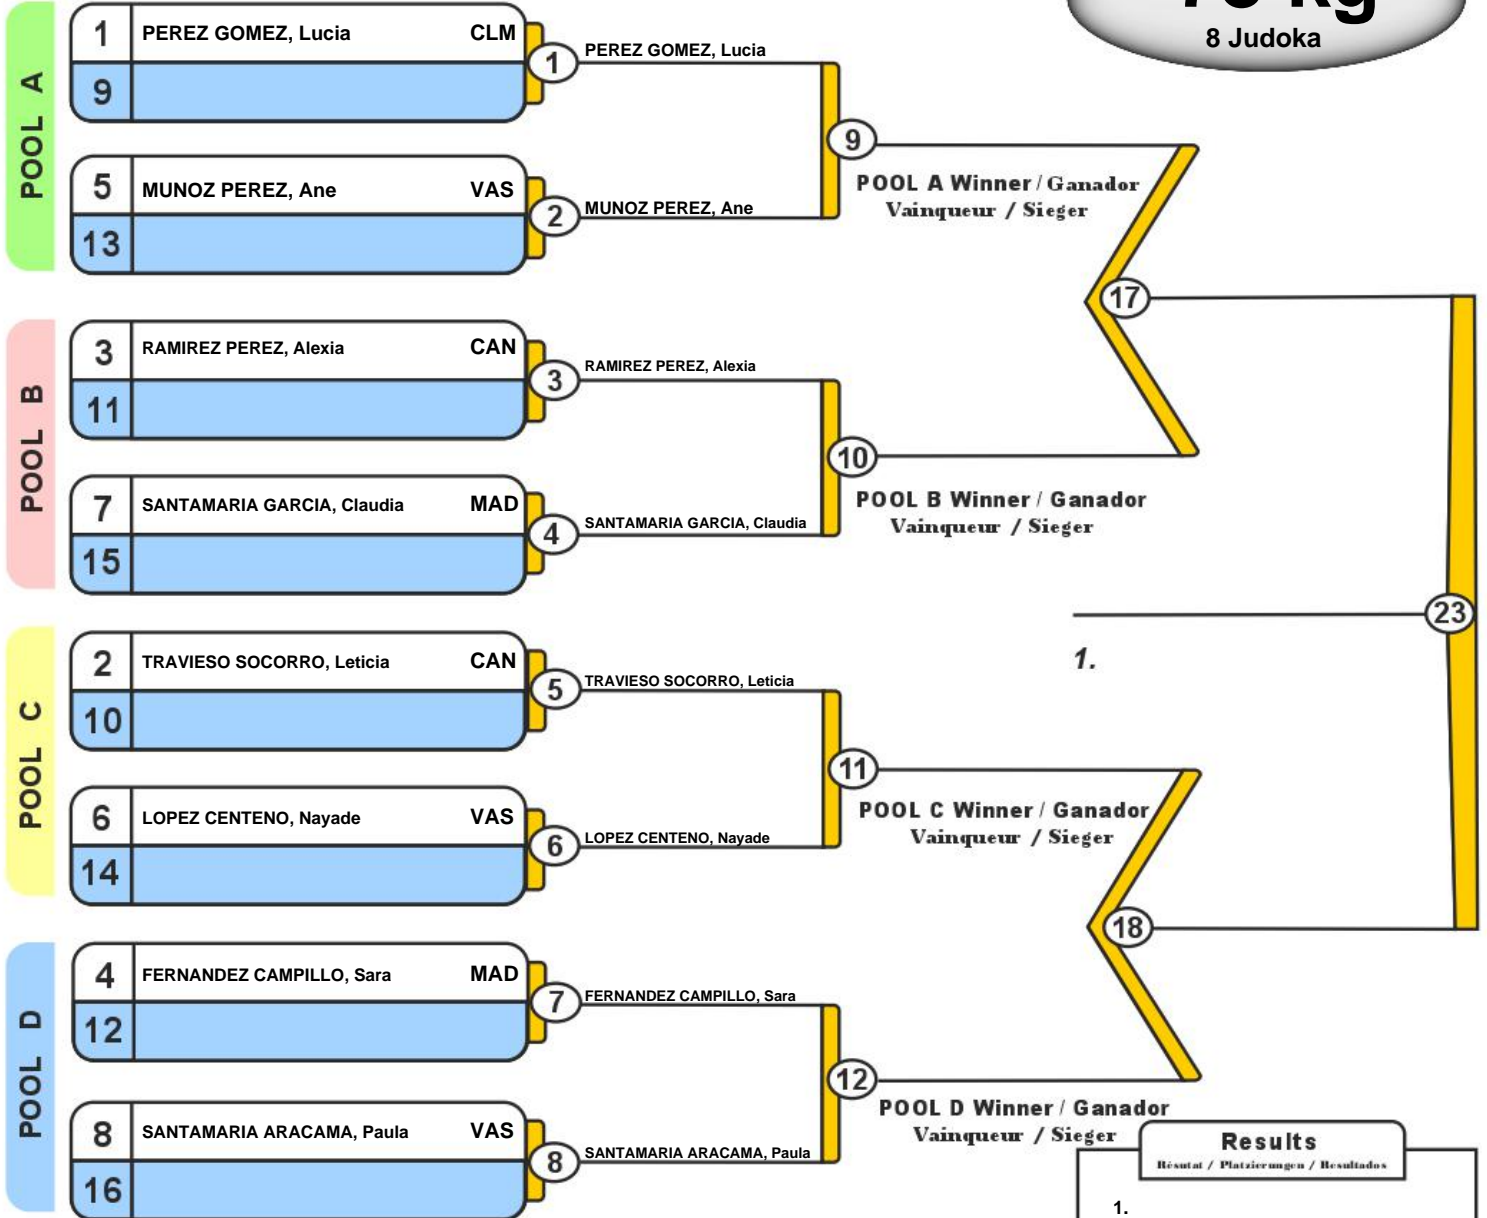 kg
8 Judoka
POOL A
1 PEREZ GOMEZ, Lucia CLM
9
1
PEREZ GOMEZ, Lucia
5 MUNOZ PEREZ, Ane VAS
13
2
MUNOZ PEREZ, Ane
9
POOL A Winner / Ganador
Vainqueur / Sieger
POOL B
3 RAMIREZ PEREZ, Alexia CAN
11
3
RAMIREZ PEREZ, Alexia
7 SANTAMARIA GARCIA, Claudia MAD
15
4
SANTAMARIA GARCIA, Claudia
10
POOL B Winner / Ganador
Vainqueur / Sieger
17
POOL C
2 TRAVIESO SOCORRO, Leticia CAN
10
5
TRAVIESO SOCORRO, Leticia
6 LOPEZ CENTENO, Nayade VAS
14
6
LOPEZ CENTENO, Nayade
11
POOL C Winner / Ganador
Vainqueur / Sieger
POOL D
4 FERNANDEZ CAMPILLO, Sara MAD
12
7
FERNANDEZ CAMPILLO, Sara
8 SANTAMARIA ARACAMA, Paula VAS
16
8
SANTAMARIA ARACAMA, Paula
12
POOL D Winner / Ganador
Vainqueur / Sieger
18
23
1.
Results
Résutat / Platzierungen / Resultados
1.